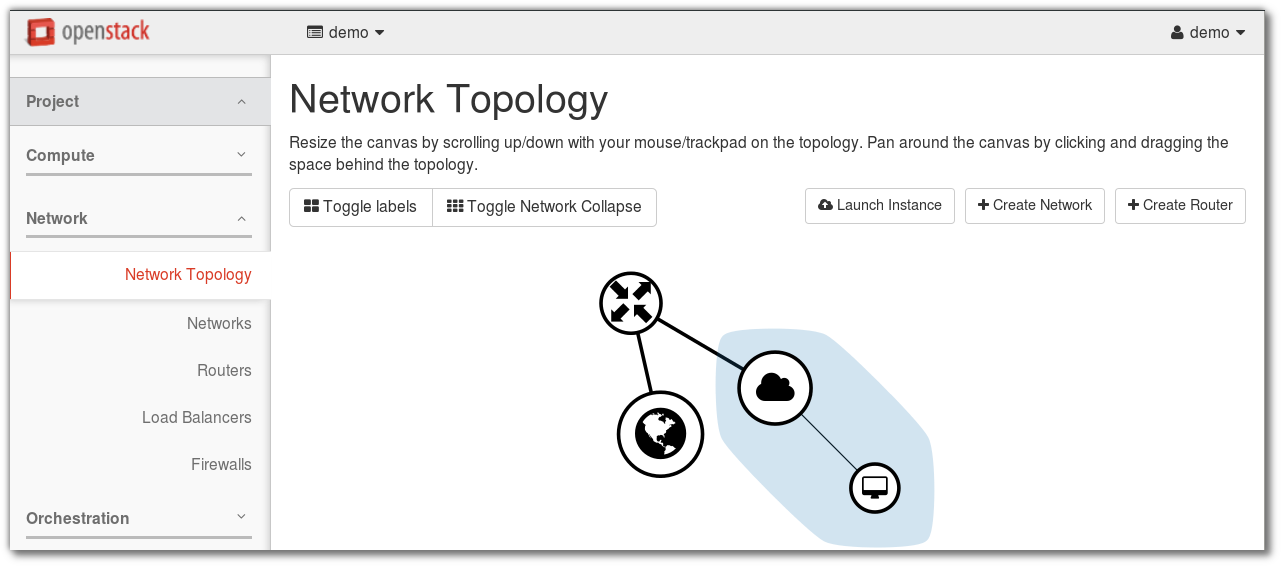 openstack
demo
demo
Project
Compute
Network
Network Topology
Networks
Routers
Load Balancers
Firewalls
Orchestration
Network Topology
Resize the canvas by scrolling up/down with your mouse/trackpad on the topology. Pan around the canvas by clicking and dragging the
space behind the topology.
Toggle labels
Toggle Network Collapse
Launch Instance
Create Network
Create Router